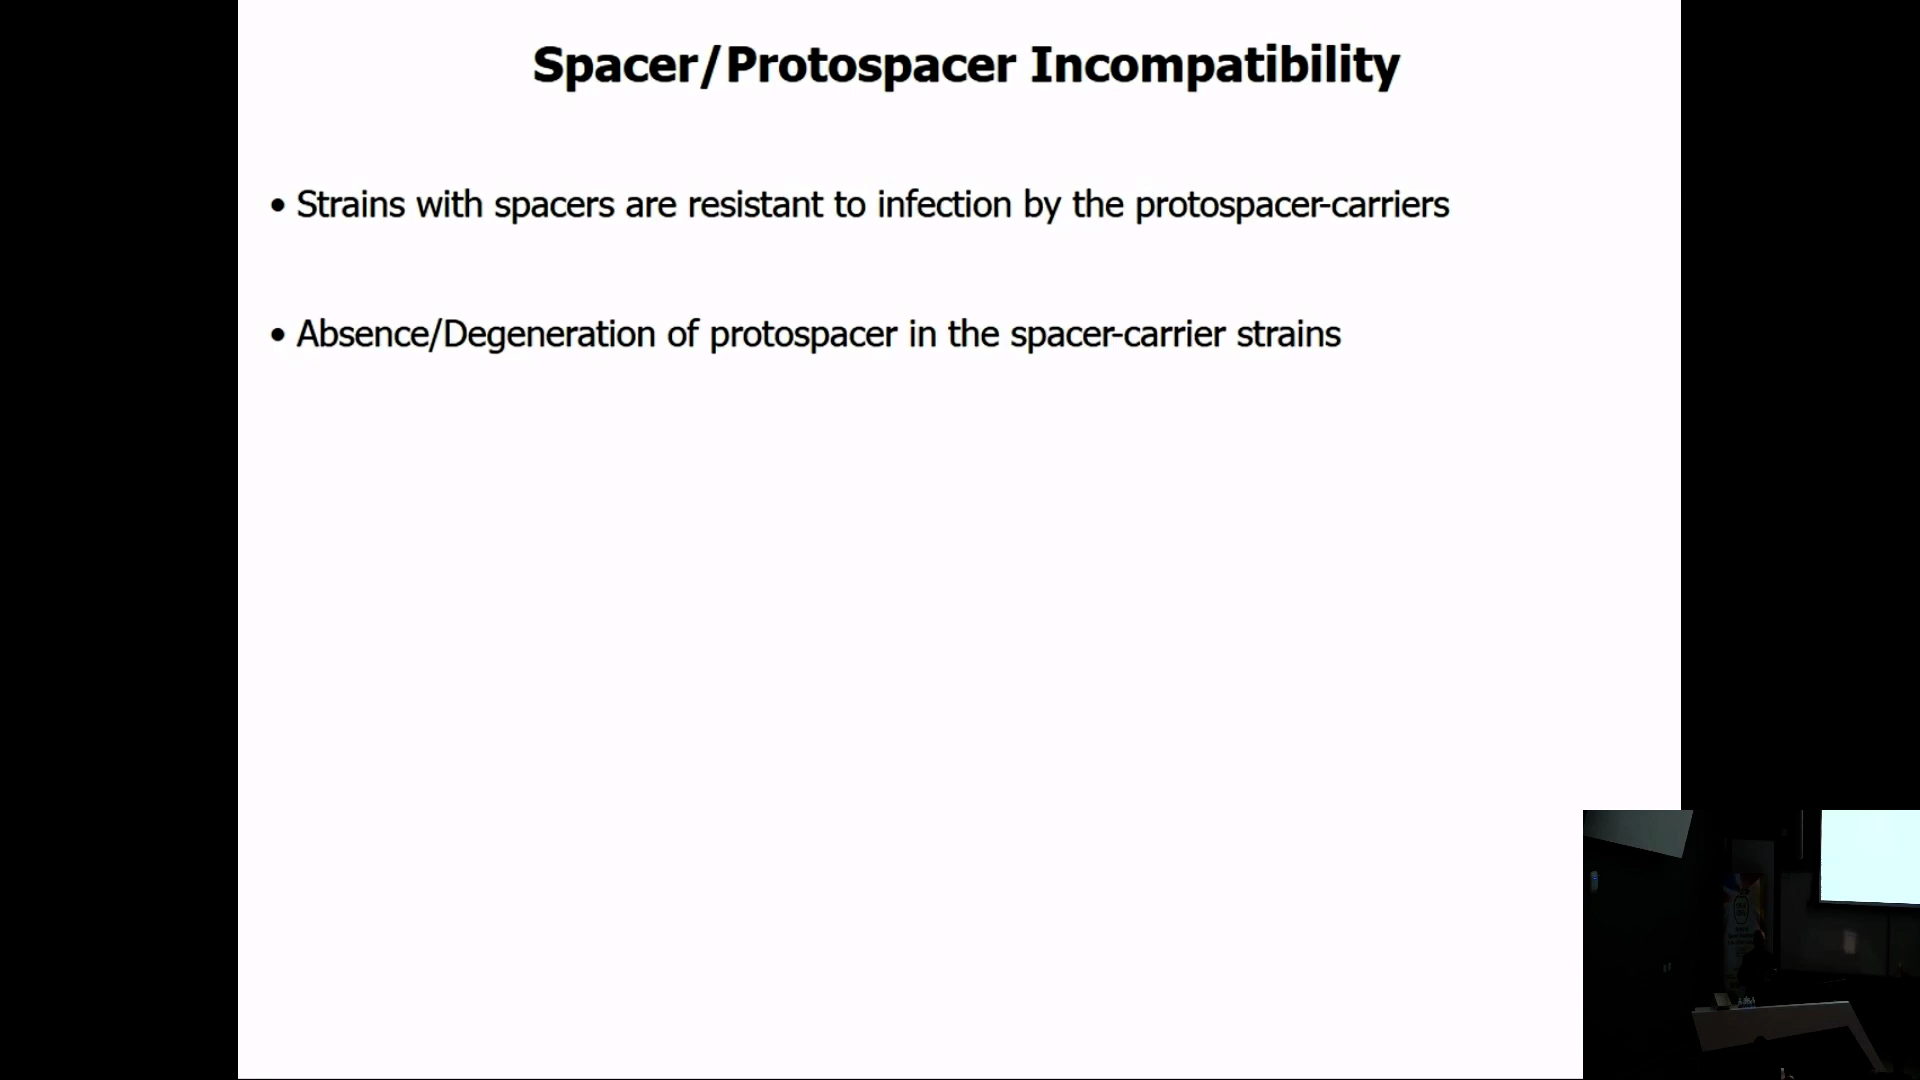 Spacer/Protospacer Incompatibility
• Strains with spacers are resistant to infection by the protospacer-carriers
• Absence/Degeneration of protospacer in the spacer-carrier strains